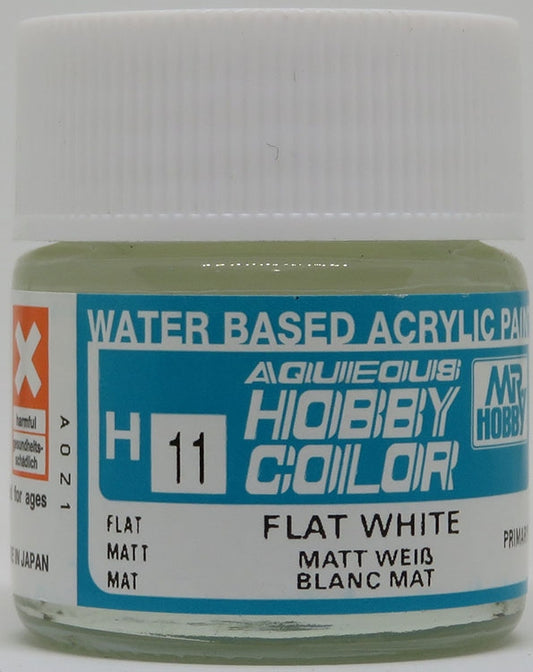 WATER BASED ACRYLIC PAIN
AQUEOUS
HOBBY
COLOR
MR
HOBBY
H 11
FLAT
MATT
MAT
FLAT WHITE
MATT WEIß
BLANC MAT
PRIMAR
harmful
gesundheits-
schädlich
for ages
IN JAPAN
A021